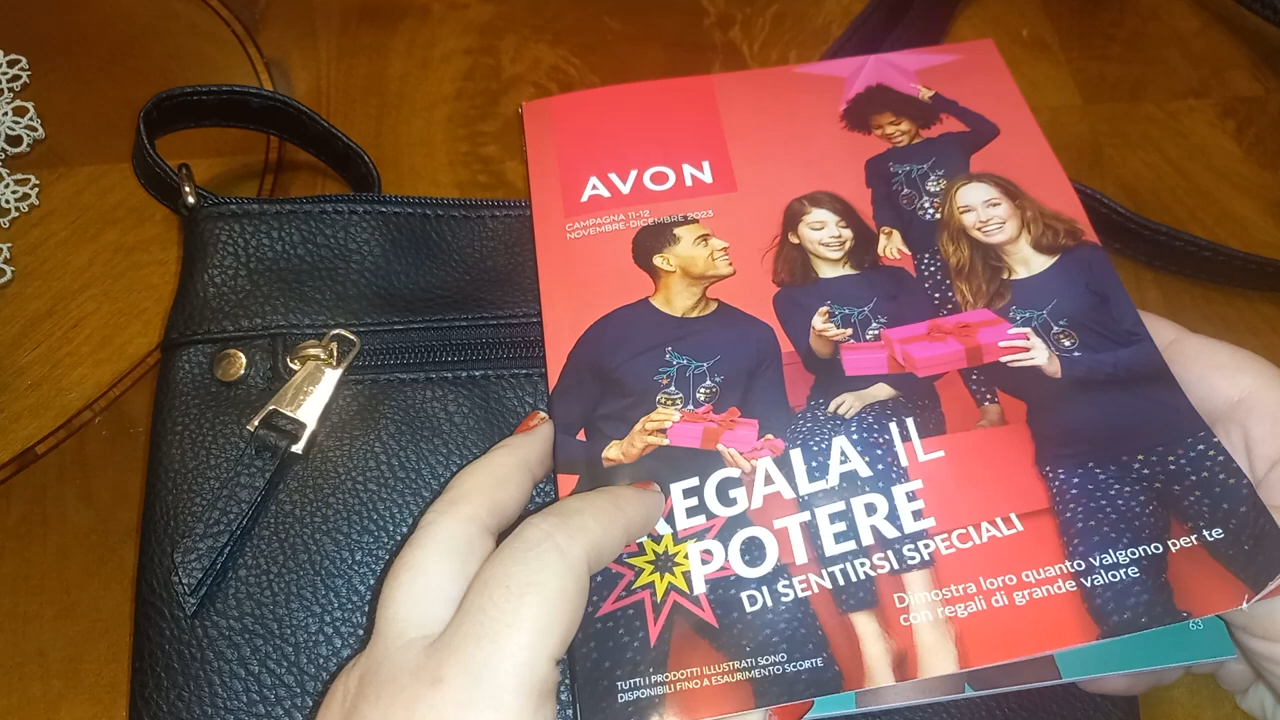 AVON
CAMPAGNA 11-12
NOVEMBRE-DICEMBRE 2023
REGALA IL
POTERE
DI SENTIRSI SPECIALI
Dimostra loro quanto valgono per te
con regali di grande valore
TUTTI I PRODOTTI ILLUSTRATI SONO
DISPONIBILI FINO A ESAURIMENTO SCORTE
63